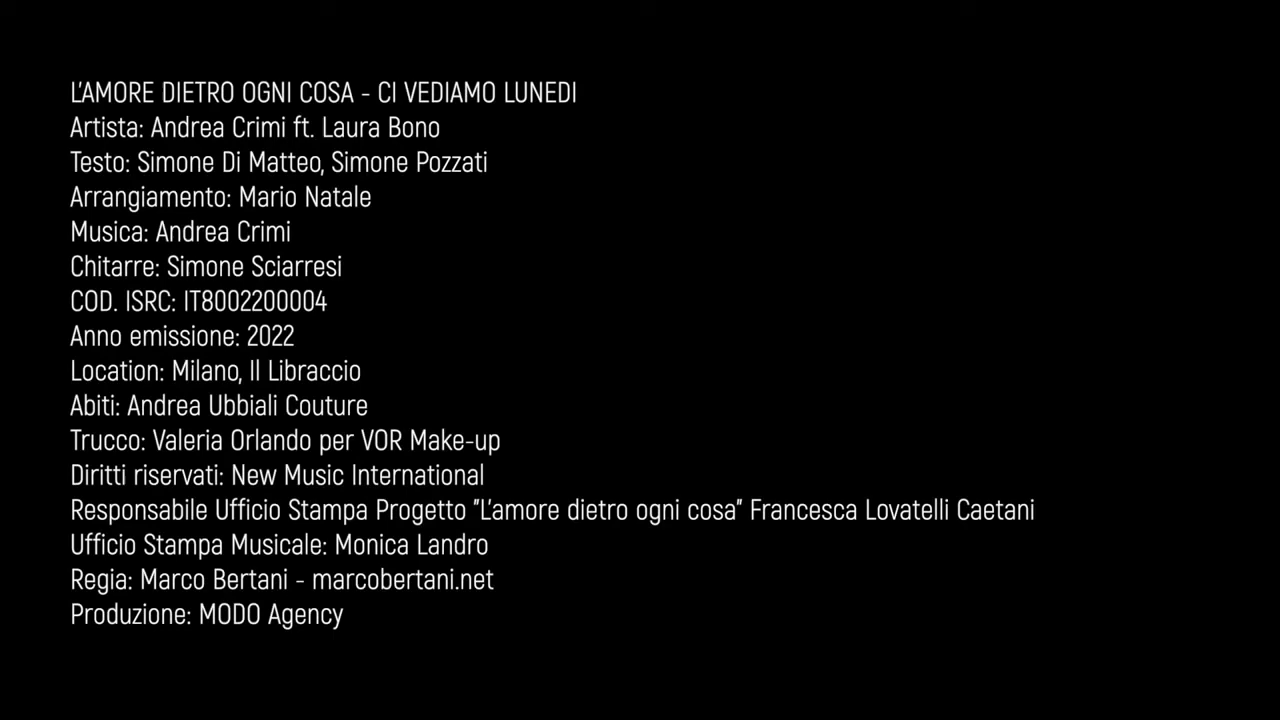 L'AMORE DIETRO OGNI COSA - CI VEDIAMO LUNEDI
Artista: Andrea Crimi ft. Laura Bono
Testo: Simone Di Matteo, Simone Pozzati
Arrangiamento: Mario Natale
Musica: Andrea Crimi
Chitarre: Simone Sciarresi
COD. ISRC: IT8002200004
Anno emissione: 2022
Location: Milano, Il Libraccio
Abiti: Andrea Ubbiali Couture
Trucco: Valeria Orlando per VOR Make-up
Diritti riservati: New Music International
Responsabile Ufficio Stampa Progetto "L'amore dietro ogni cosa" Francesca Lovatelli Caetani
Ufficio Stampa Musicale: Monica Landro
Regia: Marco Bertani - marcobertani.net
Produzione: MODO Agency